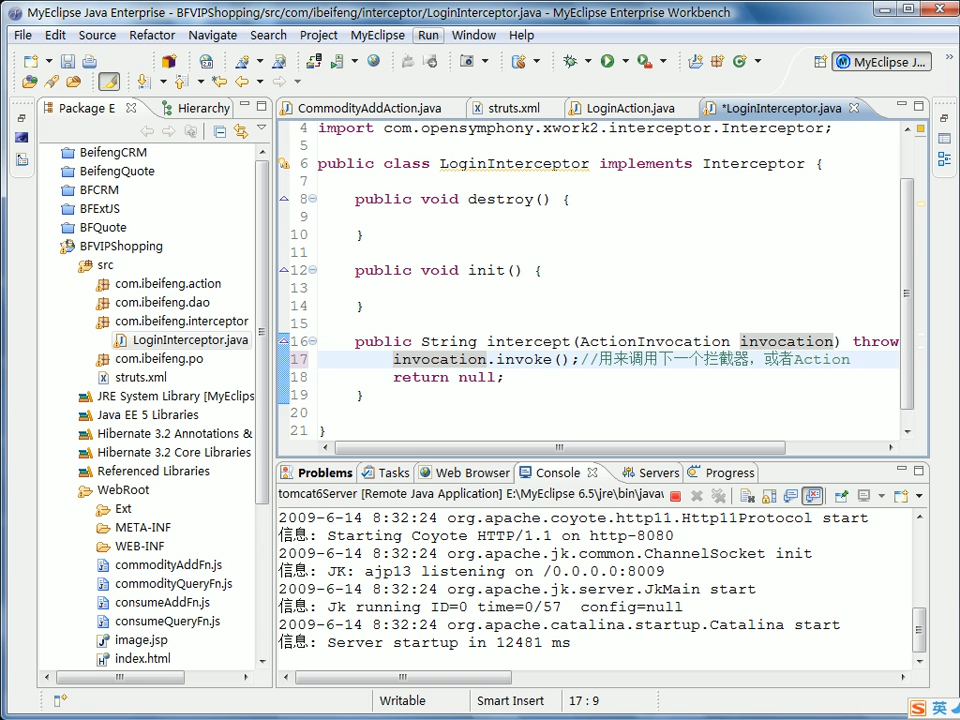 MyEclipse Java Enterprise - BFVIPShopping/src/com/ibeifeng/interceptor/LoginInterceptor.java - MyEclipse Enterprise Workbench
File Edit Source Refactor Navigate Search Project MyEclipse Run Window Help
MyEclipse J...
Package E
Hierarchy
BeifengCRM
BeifengQuote
BFCRM
BFExtJS
BFQuote
BFVIPShopping
src
com.ibeifeng.action
com.ibeifeng.dao
com.ibeifeng.interceptor
LoginInterceptor.java
com.ibeifeng.po
struts.xml
JRE System Library [MyEclips
Java EE 5 Libraries
Hibernate 3.2 Annotations &
Hibernate 3.2 Core Libraries
Referenced Libraries
WebRoot
Ext
META-INF
WEB-INF
commodityAddFn.js
commodityQueryFn.js
consumeAddFn.js
consumeQueryFn.js
image.jsp
index.html
CommodityAddAction.java struts.xml LoginAction.java *LoginInterceptor.java
4 import com.opensymphony.xwork2.interceptor.Interceptor;
5
6 public class LoginInterceptor implements Interceptor {
7
8 public void destroy() {
9
10 }
11
12 public void init() {
13
14 }
15
16 public String intercept(ActionInvocation invocation) throw
17 invocation.invoke();//用来调用下一个拦截器，或者Action
18 return null;
19 }
20
21 }
Problems Tasks Web Browser Console Servers Progress
tomcat6Server [Remote Java Application] E:\MyEclipse 6.5\jre\bin\javaw
2009-6-14 8:32:24 org.apache.coyote.http11.Http11Protocol start
信息: Starting Coyote HTTP/1.1 on http-8080
2009-6-14 8:32:24 org.apache.jk.common.ChannelSocket init
信息: JK: ajp13 listening on /0.0.0.0:8009
2009-6-14 8:32:24 org.apache.jk.server.JkMain start
信息: Jk running ID=0 time=0/57  config=null
2009-6-14 8:32:24 org.apache.catalina.startup.Catalina start
信息: Server startup in 12481 ms
Writable Smart Insert 17 : 9
S 英